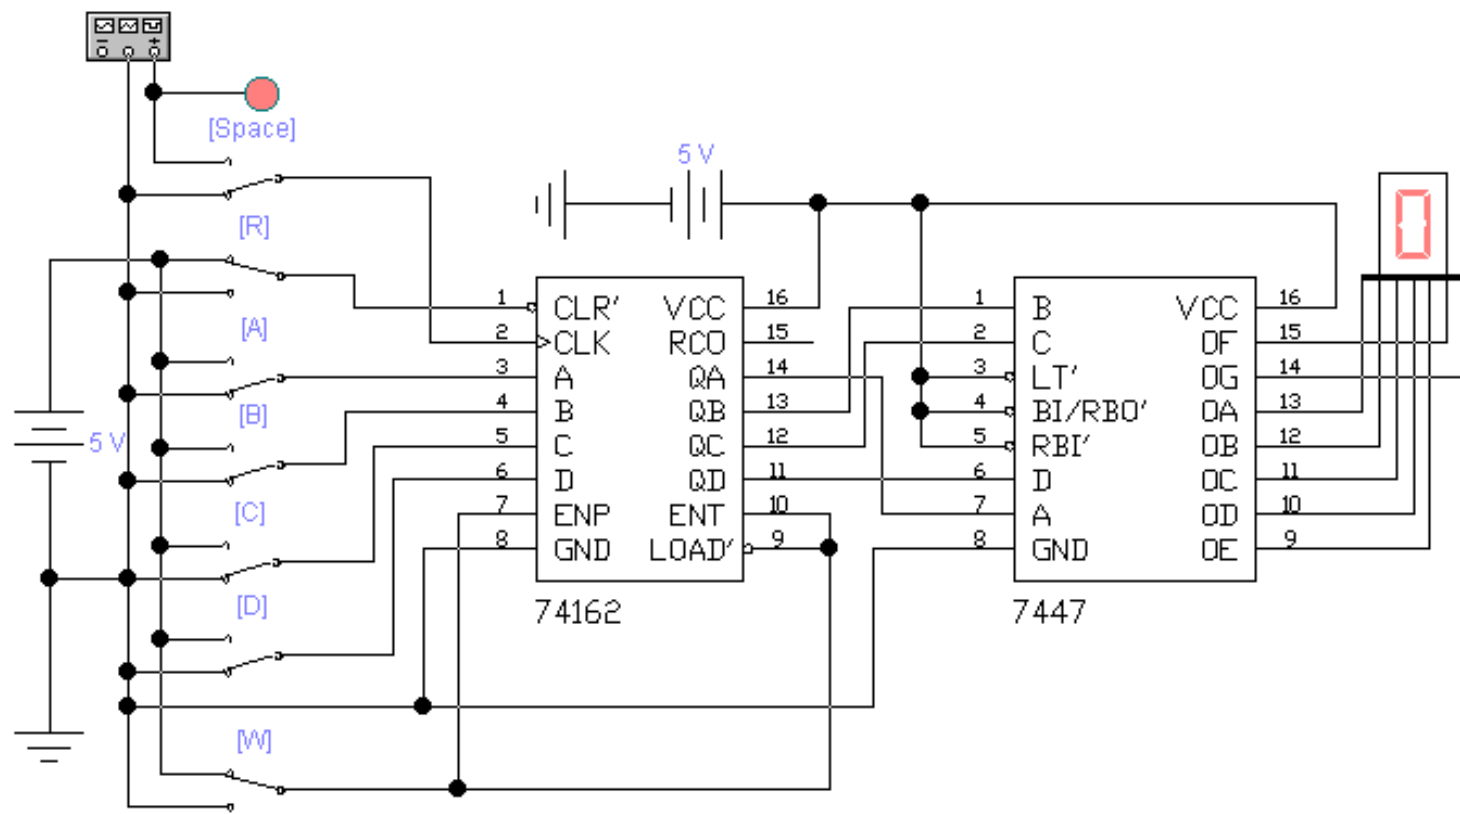 − +
[Space]
[R]
[A]
[B]
[C]
[D]
[W]
5 V
5 V
1 CLR' VCC 16
2 CLK RCO 15
3 A QA 14
4 B QB 13
5 C QC 12
6 D QD 11
7 ENP ENT 10
8 GND LOAD' 9
74162
1 B VCC 16
2 C OF 15
3 LT' OG 14
4 BI/RBO' OA 13
5 RBI' OB 12
6 D OC 11
7 A OD 10
8 GND OE 9
7447
0